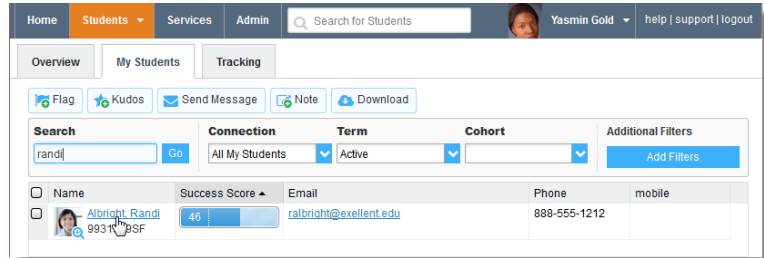 Home Students Services Admin Search for Students Yasmin Gold help | support | logout
Overview My Students Tracking
Flag Kudos Send Message Note Download
Search Connection Term Cohort Additional Filters
randi Go All My Students Active Add Filters
Name Success Score Email Phone mobile
Albright, Randi 46 ralbright@exellent.edu 888-555-1212